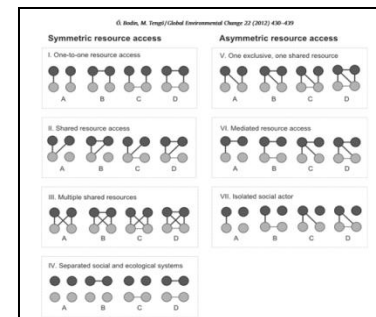 Ö. Bodin, M. Tengö / Global Environmental Change 22 (2012) 430–439
Symmetric resource access
I. One-to-one resource access
A B C D
II. Shared resource access
A B C D
III. Multiple shared resources
A B C D
IV. Separated social and ecological systems
A B C D
Asymmetric resource access
V. One exclusive, one shared resource
A B C D
VI. Mediated resource access
A B C D
VII. Isolated social actor
A B C D